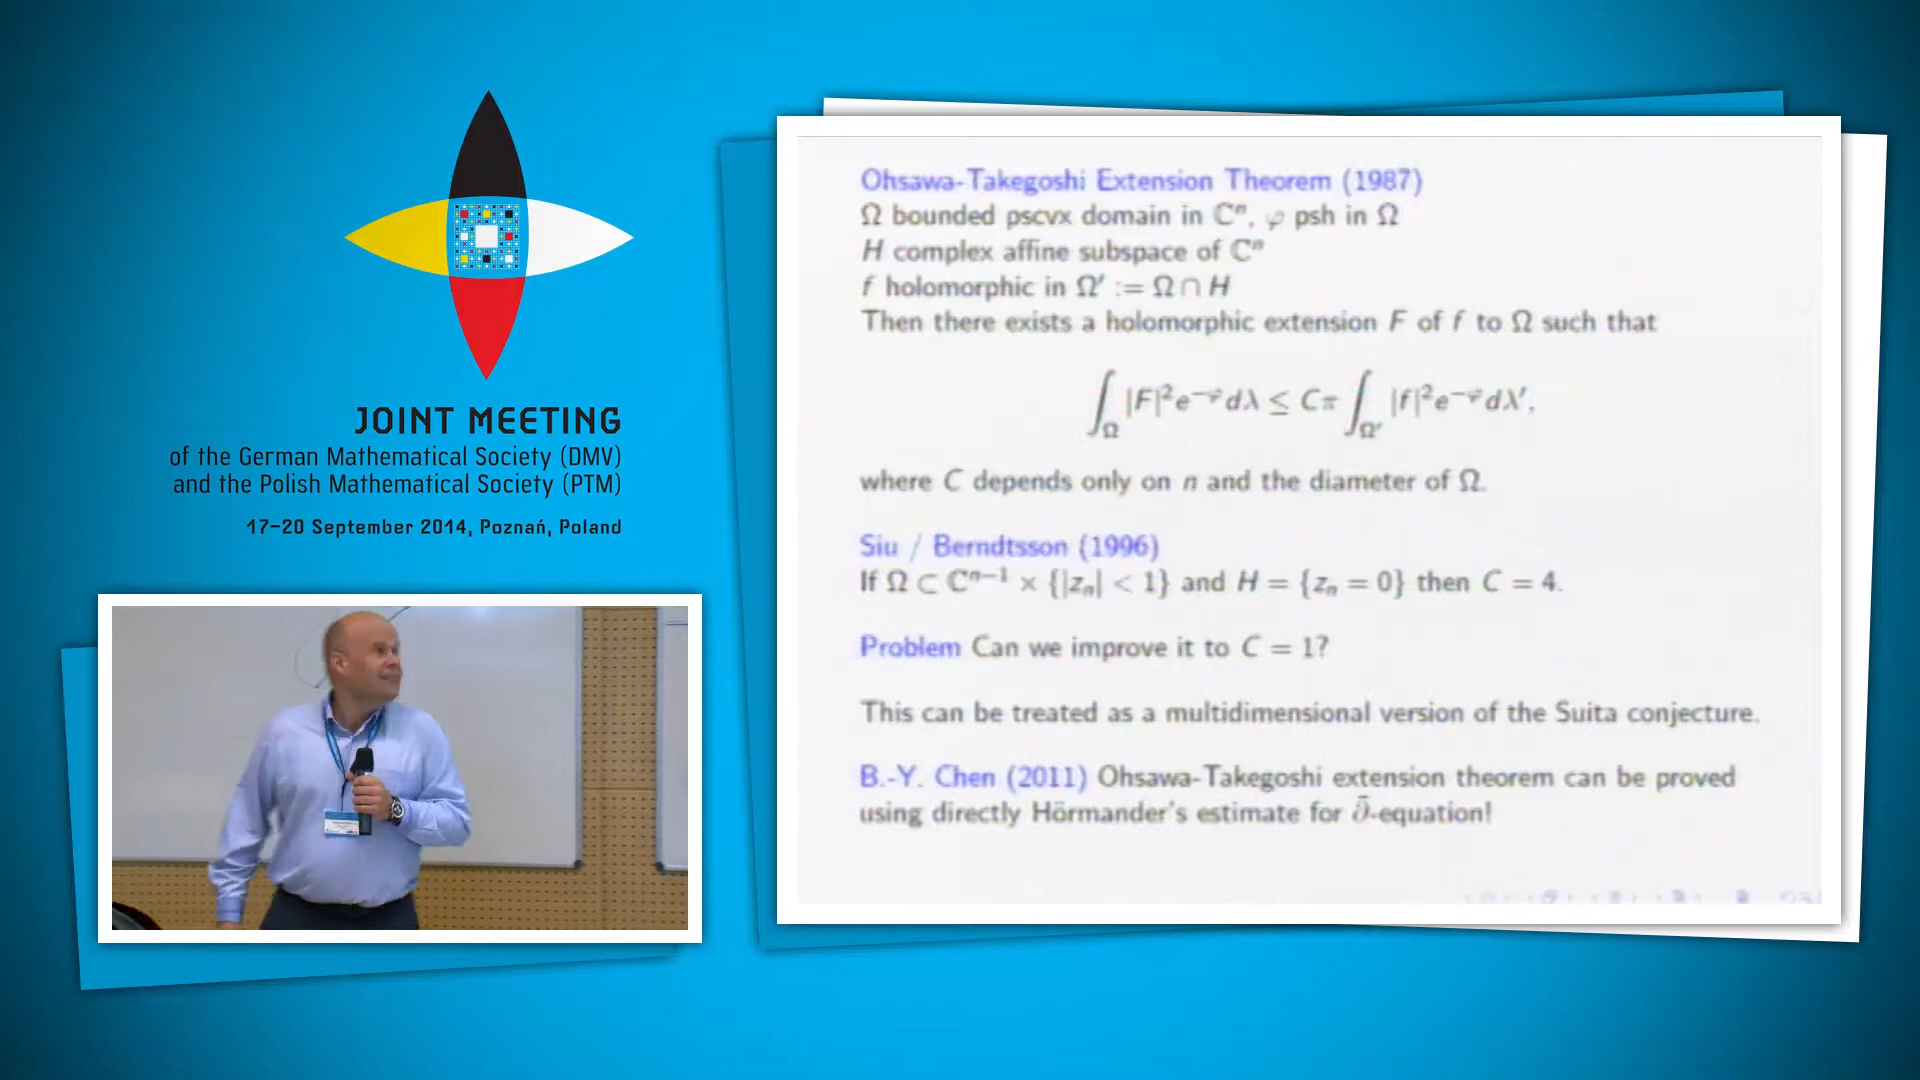 JOINT MEETING
of the German Mathematical Society (DMV)
and the Polish Mathematical Society (PTM)
17–20 September 2014, Poznań, Poland
Ohsawa-Takegoshi Extension Theorem (1987)
Ω bounded pscvx domain in ℂⁿ, φ psh in Ω
H complex affine subspace of ℂⁿ
f holomorphic in Ω′ := Ω ∩ H
Then there exists a holomorphic extension F of f to Ω such that
∫_Ω |F|²e^{−φ}dλ ≤ Cπ ∫_{Ω′} |f|²e^{−φ}dλ′,
where C depends only on n and the diameter of Ω.
Siu / Berndtsson (1996)
If Ω ⊂ ℂⁿ⁻¹ × {|zₙ| < 1} and H = {zₙ = 0} then C = 4.
Problem Can we improve it to C = 1?
This can be treated as a multidimensional version of the Suita conjecture.
B.-Y. Chen (2011) Ohsawa-Takegoshi extension theorem can be proved
using directly Hörmander's estimate for ∂̄-equation!